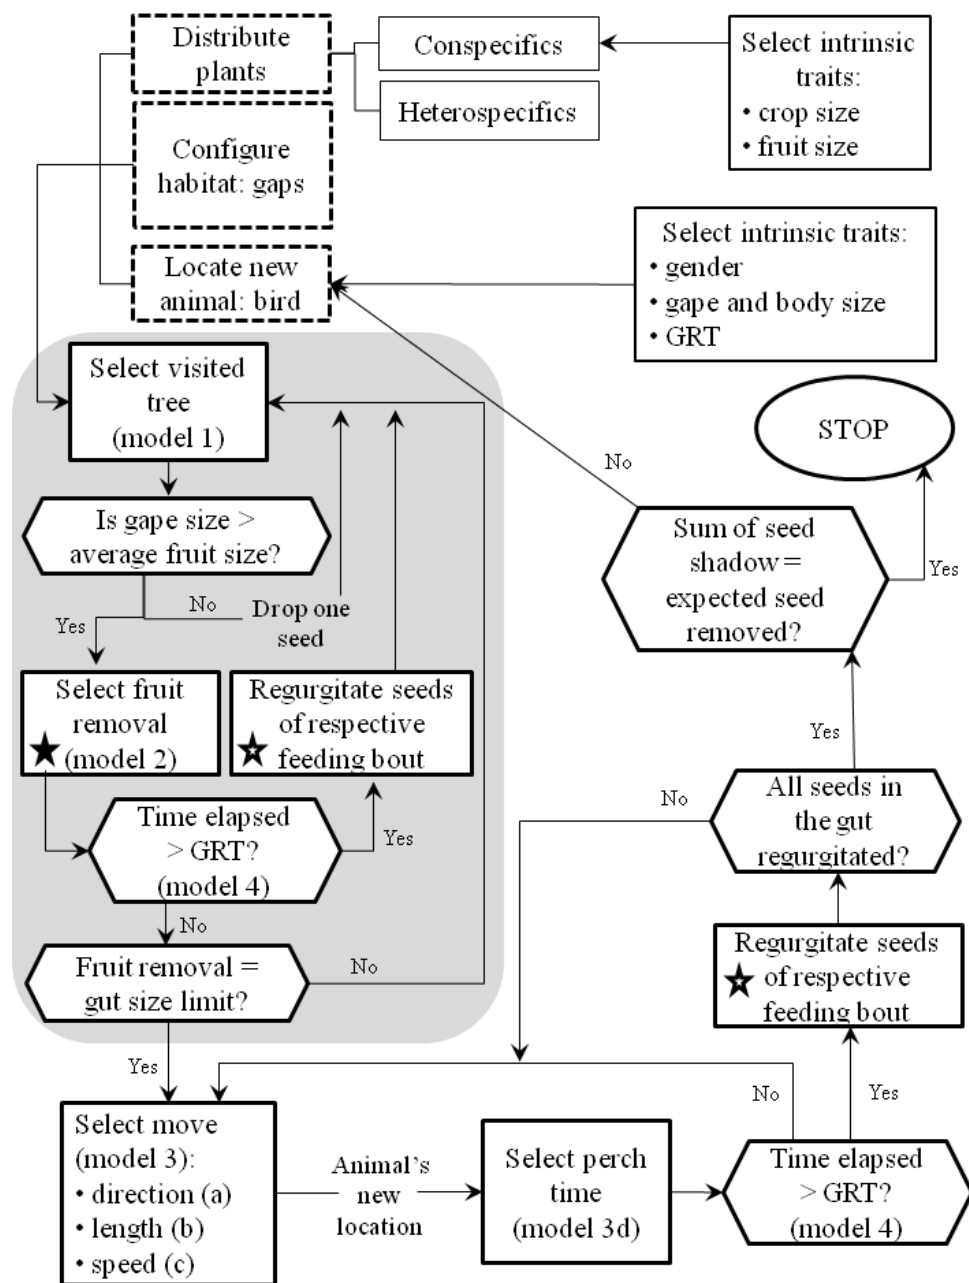 Distribute
plants
Conspecifics
Heterospecifics
Select intrinsic
traits:
• crop size
• fruit size
Configure
habitat: gaps
Locate new
animal: bird
Select intrinsic traits:
• gender
• gape and body size
• GRT
Select visited
tree
(model 1)
STOP
No
Is gape size >
average fruit size?
Sum of seed
shadow =
expected seed
removed?
Yes
No
Drop one
seed
Yes
Select fruit
removal
(model 2)
Regurgitate seeds
of respective
feeding bout
Yes
Time elapsed
> GRT?
(model 4)
Yes
No
All seeds in
the gut
regurgitated?
No
Fruit removal =
gut size limit?
No
Regurgitate seeds
of respective
feeding bout
Yes
No
Yes
Select move
(model 3):
• direction (a)
• length (b)
• speed (c)
Animal's
new
location
Select perch
time
(model 3d)
Time elapsed
> GRT?
(model 4)